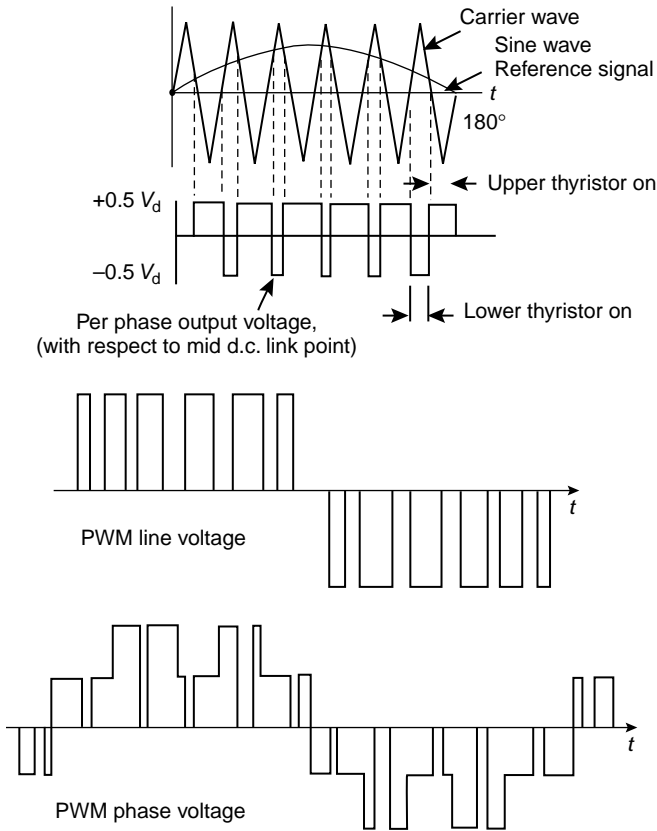 Carrier wave
Sine wave
Reference signal
t
180°
Upper thyristor on
+0.5 Vd
–0.5 Vd
Lower thyristor on
Per phase output voltage,
(with respect to mid d.c. link point)
t
PWM line voltage
t
PWM phase voltage